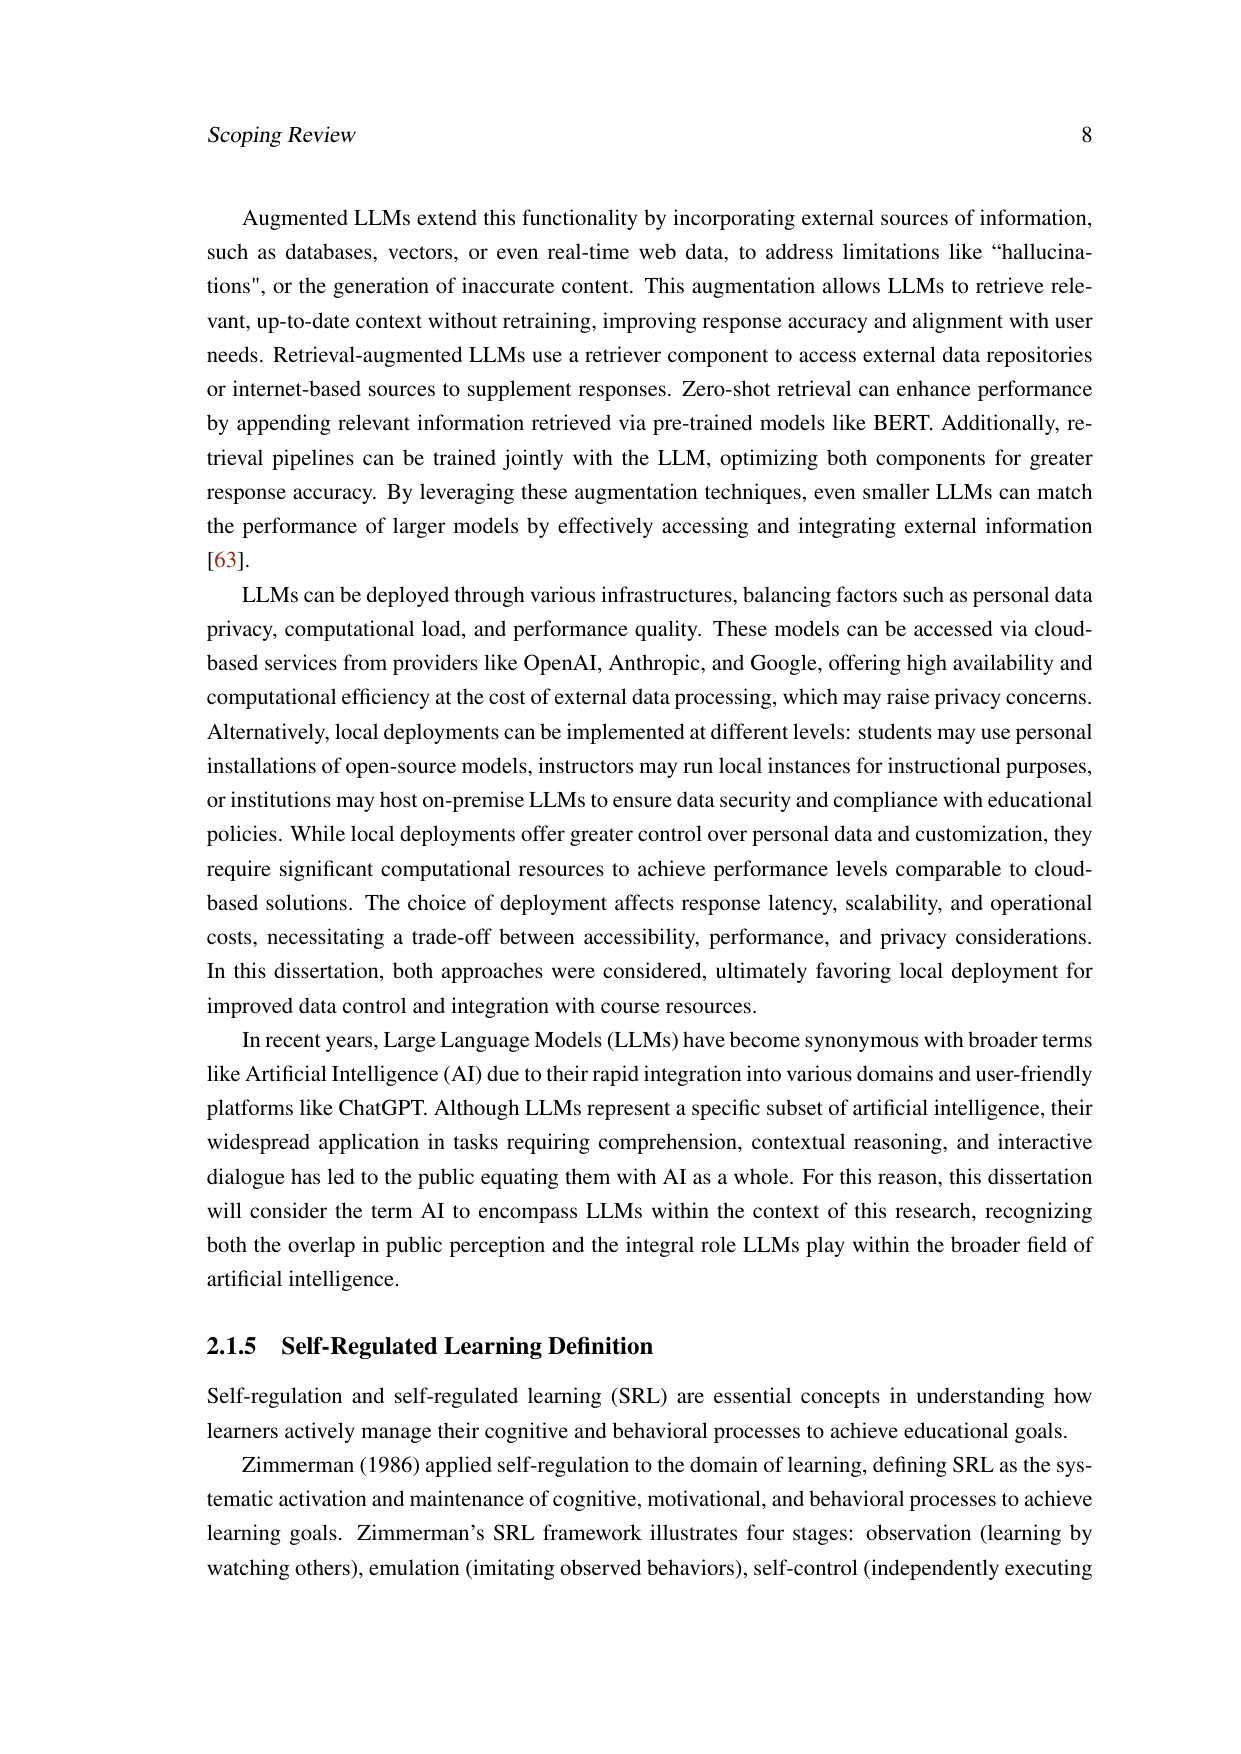 Scoping Review 8
Augmented LLMs extend this functionality by incorporating external sources of information,
such as databases, vectors, or even real-time web data, to address limitations like “hallucina-
tions", or the generation of inaccurate content. This augmentation allows LLMs to retrieve rele-
vant, up-to-date context without retraining, improving response accuracy and alignment with user
needs. Retrieval-augmented LLMs use a retriever component to access external data repositories
or internet-based sources to supplement responses. Zero-shot retrieval can enhance performance
by appending relevant information retrieved via pre-trained models like BERT. Additionally, re-
trieval pipelines can be trained jointly with the LLM, optimizing both components for greater
response accuracy. By leveraging these augmentation techniques, even smaller LLMs can match
the performance of larger models by effectively accessing and integrating external information
[63].
LLMs can be deployed through various infrastructures, balancing factors such as personal data
privacy, computational load, and performance quality. These models can be accessed via cloud-
based services from providers like OpenAI, Anthropic, and Google, offering high availability and
computational efficiency at the cost of external data processing, which may raise privacy concerns.
Alternatively, local deployments can be implemented at different levels: students may use personal
installations of open-source models, instructors may run local instances for instructional purposes,
or institutions may host on-premise LLMs to ensure data security and compliance with educational
policies. While local deployments offer greater control over personal data and customization, they
require significant computational resources to achieve performance levels comparable to cloud-
based solutions. The choice of deployment affects response latency, scalability, and operational
costs, necessitating a trade-off between accessibility, performance, and privacy considerations.
In this dissertation, both approaches were considered, ultimately favoring local deployment for
improved data control and integration with course resources.
In recent years, Large Language Models (LLMs) have become synonymous with broader terms
like Artificial Intelligence (AI) due to their rapid integration into various domains and user-friendly
platforms like ChatGPT. Although LLMs represent a specific subset of artificial intelligence, their
widespread application in tasks requiring comprehension, contextual reasoning, and interactive
dialogue has led to the public equating them with AI as a whole. For this reason, this dissertation
will consider the term AI to encompass LLMs within the context of this research, recognizing
both the overlap in public perception and the integral role LLMs play within the broader field of
artificial intelligence.
2.1.5 Self-Regulated Learning Definition
Self-regulation and self-regulated learning (SRL) are essential concepts in understanding how
learners actively manage their cognitive and behavioral processes to achieve educational goals.
Zimmerman (1986) applied self-regulation to the domain of learning, defining SRL as the sys-
tematic activation and maintenance of cognitive, motivational, and behavioral processes to achieve
learning goals. Zimmerman’s SRL framework illustrates four stages: observation (learning by
watching others), emulation (imitating observed behaviors), self-control (independently executing